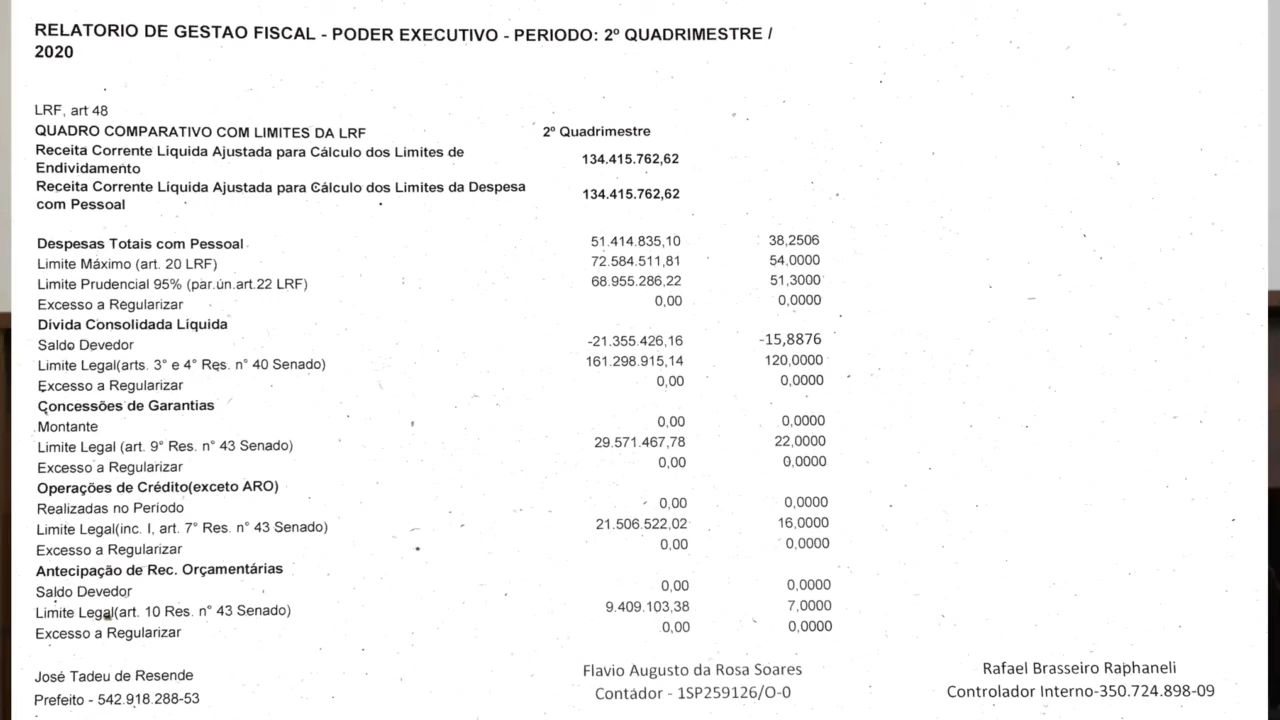 RELATORIO DE GESTAO FISCAL - PODER EXECUTIVO - PERIODO: 2º QUADRIMESTRE /
2020
LRF, art 48
QUADRO COMPARATIVO COM LIMITES DA LRF 2º Quadrimestre
Receita Corrente Líquida Ajustada para Cálculo dos Limites de
Endividamento 134.415.762,62
Receita Corrente Líquida Ajustada para Cálculo dos Limites da Despesa
com Pessoal 134.415.762,62
Despesas Totais com Pessoal 51.414.835,10 38,2506
Limite Máximo (art. 20 LRF) 72.584.511,81 54,0000
Limite Prudencial 95% (par.ún.art.22 LRF) 68.955.286,22 51,3000
Excesso a Regularizar 0,00 0,0000
Dívida Consolidada Líquida
Saldo Devedor -21.355.426,16 -15,8876
Limite Legal(arts. 3° e 4° Res. n° 40 Senado) 161.298.915,14 120,0000
Excesso a Regularizar 0,00 0,0000
Concessões de Garantias
Montante 0,00 0,0000
Limite Legal (art. 9° Res. n° 43 Senado) 29.571.467,78 22,0000
Excesso a Regularizar 0,00 0,0000
Operações de Crédito(exceto ARO)
Realizadas no Período 0,00 0,0000
Limite Legal(inc. I, art. 7° Res. n° 43 Senado) 21.506.522,02 16,0000
Excesso a Regularizar 0,00 0,0000
Antecipação de Rec. Orçamentárias
Saldo Devedor 0,00 0,0000
Limite Legal(art. 10 Res. n° 43 Senado) 9.409.103,38 7,0000
Excesso a Regularizar 0,00 0,0000
José Tadeu de Resende Flavio Augusto da Rosa Soares Rafael Brasseiro Raphaneli
Prefeito - 542.918.288-53 Contador - 1SP259126/O-0 Controlador Interno-350.724.898-09